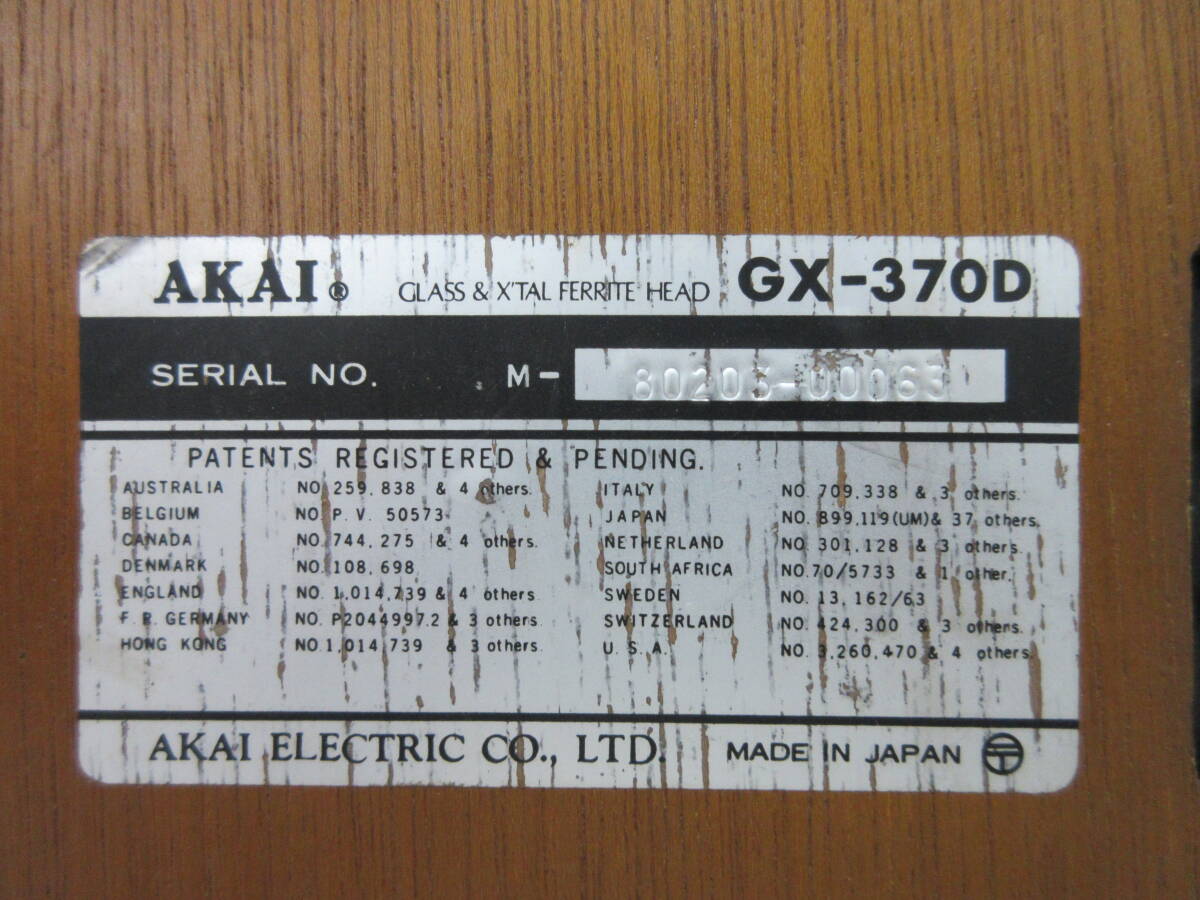 AKAI® GLASS & X'TAL FERRITE HEAD GX-370D
SERIAL NO. M- 80203-00063
PATENTS REGISTERED & PENDING.
AUSTRALIA NO. 259,838 & 4 others.
BELGIUM NO. P.V. 50573
CANADA NO. 744,275 & 4 others.
DENMARK NO. 108,698
ENGLAND NO. 1,014,739 & 4 others
F. R. GERMANY NO. P2044997.2 & 3 others.
HONG KONG NO. 1,014,739 & 3 others.
ITALY NO. 709,338 & 3 others.
JAPAN NO. 899,119(UM)& 37 others.
NETHERLAND NO. 301,128 & 3 others.
SOUTH AFRICA NO. 70/5733 & 1 other.
SWEDEN NO. 13,162/63
SWITZERLAND NO. 424,300 & 3 others.
U.S.A. NO. 3,260,470 & 4 others.
AKAI ELECTRIC CO., LTD. MADE IN JAPAN 〒